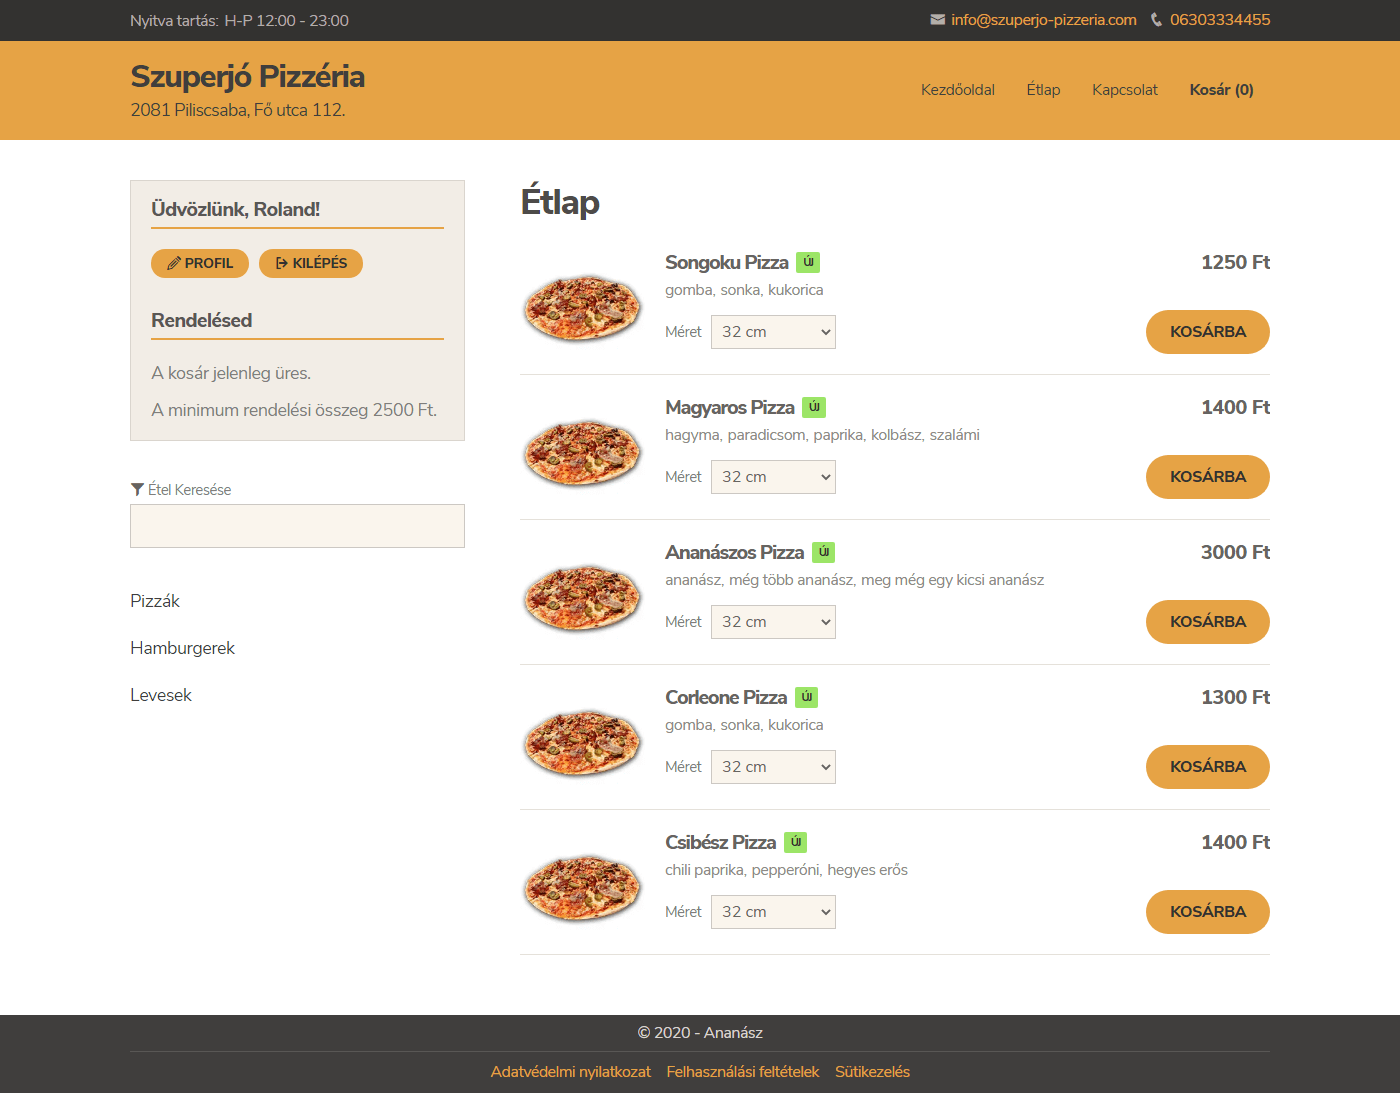 Nyitva tartás: H-P 12:00 - 23:00
info@szuperjo-pizzeria.com 06303334455
Szuperjó Pizzéria
2081 Piliscsaba, Fő utca 112.
Kezdőoldal Étlap Kapcsolat Kosár (0)
Üdvözlünk, Roland!
PROFIL KILÉPÉS
Rendelésed
A kosár jelenleg üres.
A minimum rendelési összeg 2500 Ft.
Étel Keresése
Pizzák
Hamburgerek
Levesek
Étlap
Songoku Pizza ÚJ 1250 Ft
gomba, sonka, kukorica
Méret 32 cm KOSÁRBA
Magyaros Pizza ÚJ 1400 Ft
hagyma, paradicsom, paprika, kolbász, szalámi
Méret 32 cm KOSÁRBA
Ananászos Pizza ÚJ 3000 Ft
ananász, még több ananász, meg még egy kicsi ananász
Méret 32 cm KOSÁRBA
Corleone Pizza ÚJ 1300 Ft
gomba, sonka, kukorica
Méret 32 cm KOSÁRBA
Csibész Pizza ÚJ 1400 Ft
chili paprika, pepperóni, hegyes erős
Méret 32 cm KOSÁRBA
© 2020 - Ananász
Adatvédelmi nyilatkozat Felhasználási feltételek Sütikezelés